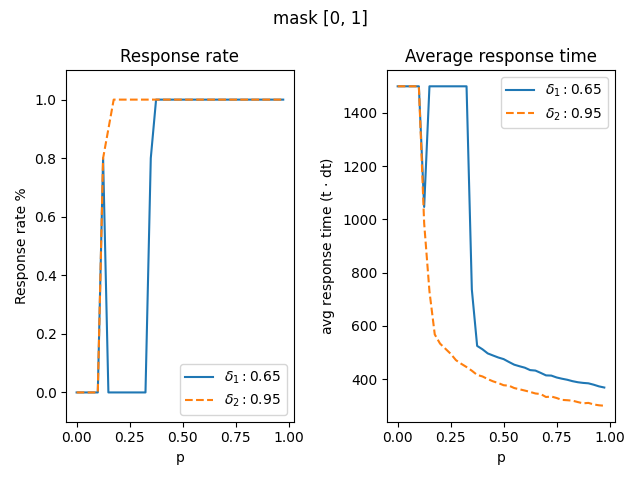 mask [0, 1]
Response rate
Response rate %
1.0
0.8
0.6
0.4
0.2
0.0
δ₁ : 0.65
δ₂ : 0.95
0.00 0.25 0.50 0.75 1.00
p
Average response time
avg response time (t · dt)
1400
1200
1000
800
600
400
δ₁ : 0.65
δ₂ : 0.95
0.00 0.25 0.50 0.75 1.00
p